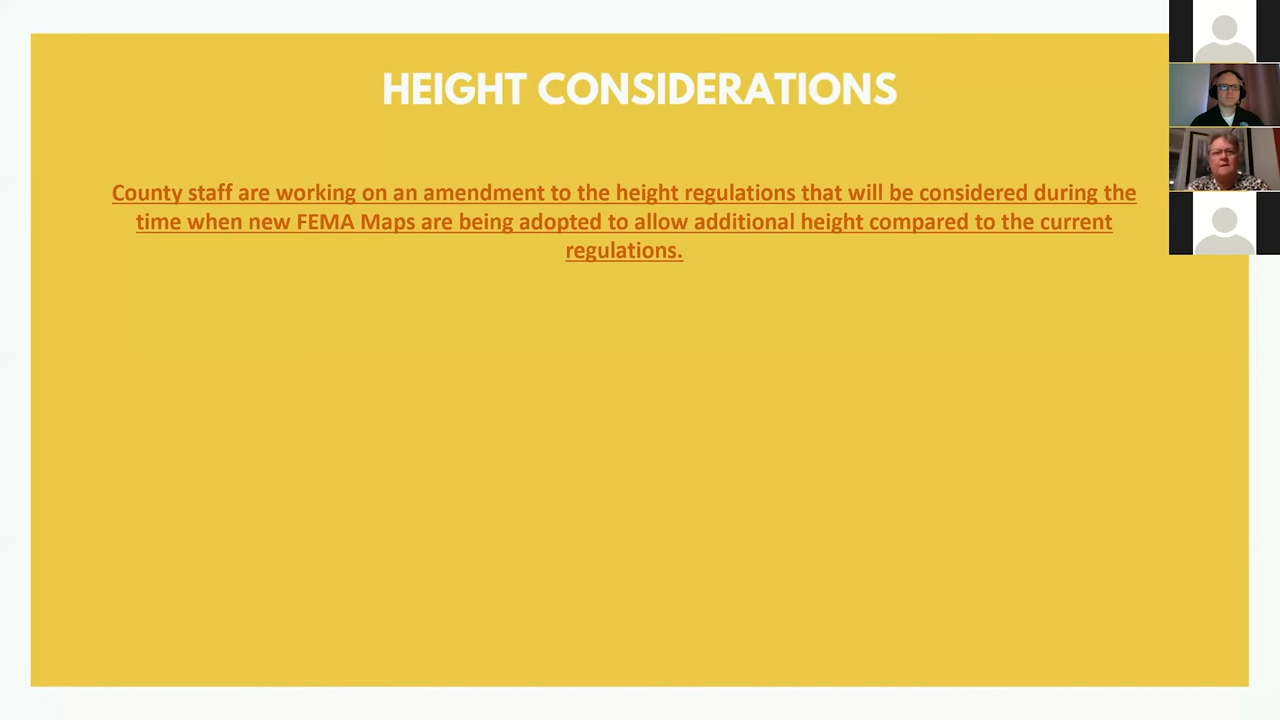 HEIGHT CONSIDERATIONS
County staff are working on an amendment to the height regulations that will be considered during the
time when new FEMA Maps are being adopted to allow additional height compared to the current
regulations.